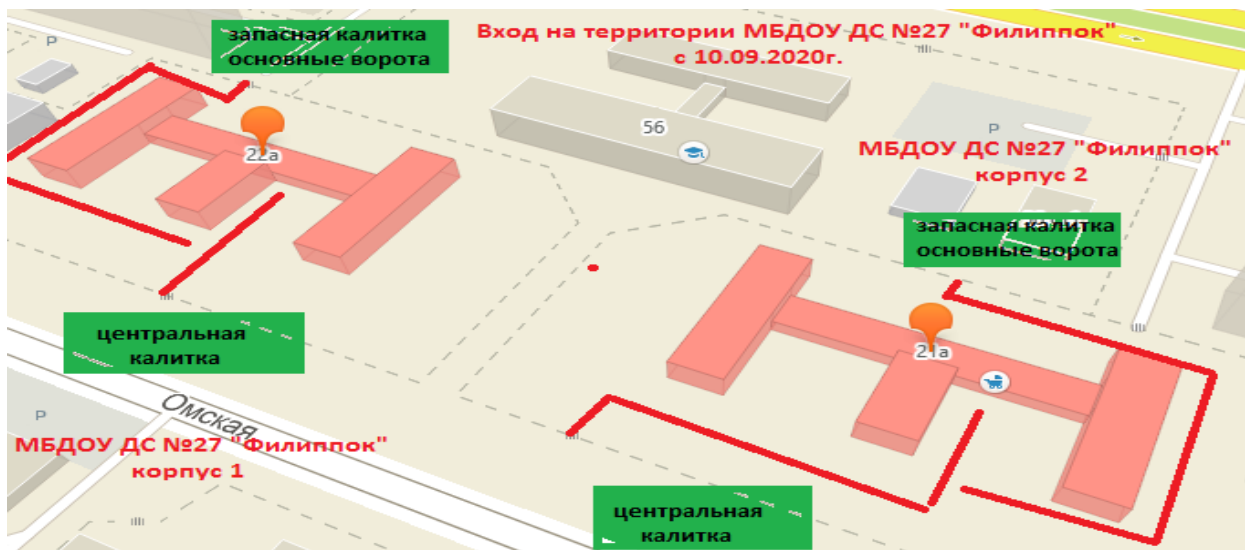 запасная калитка
основные ворота
Вход на территории МБДОУ ДС №27 "Филиппок"
с 10.09.2020г.
P
22а
56
P
МБДОУ ДС №27 "Филиппок"
корпус 2
запасная калитка
основные ворота
21а
центральная
калитка
Омская
P
МБДОУ ДС №27 "Филиппок"
корпус 1
центральная
калитка